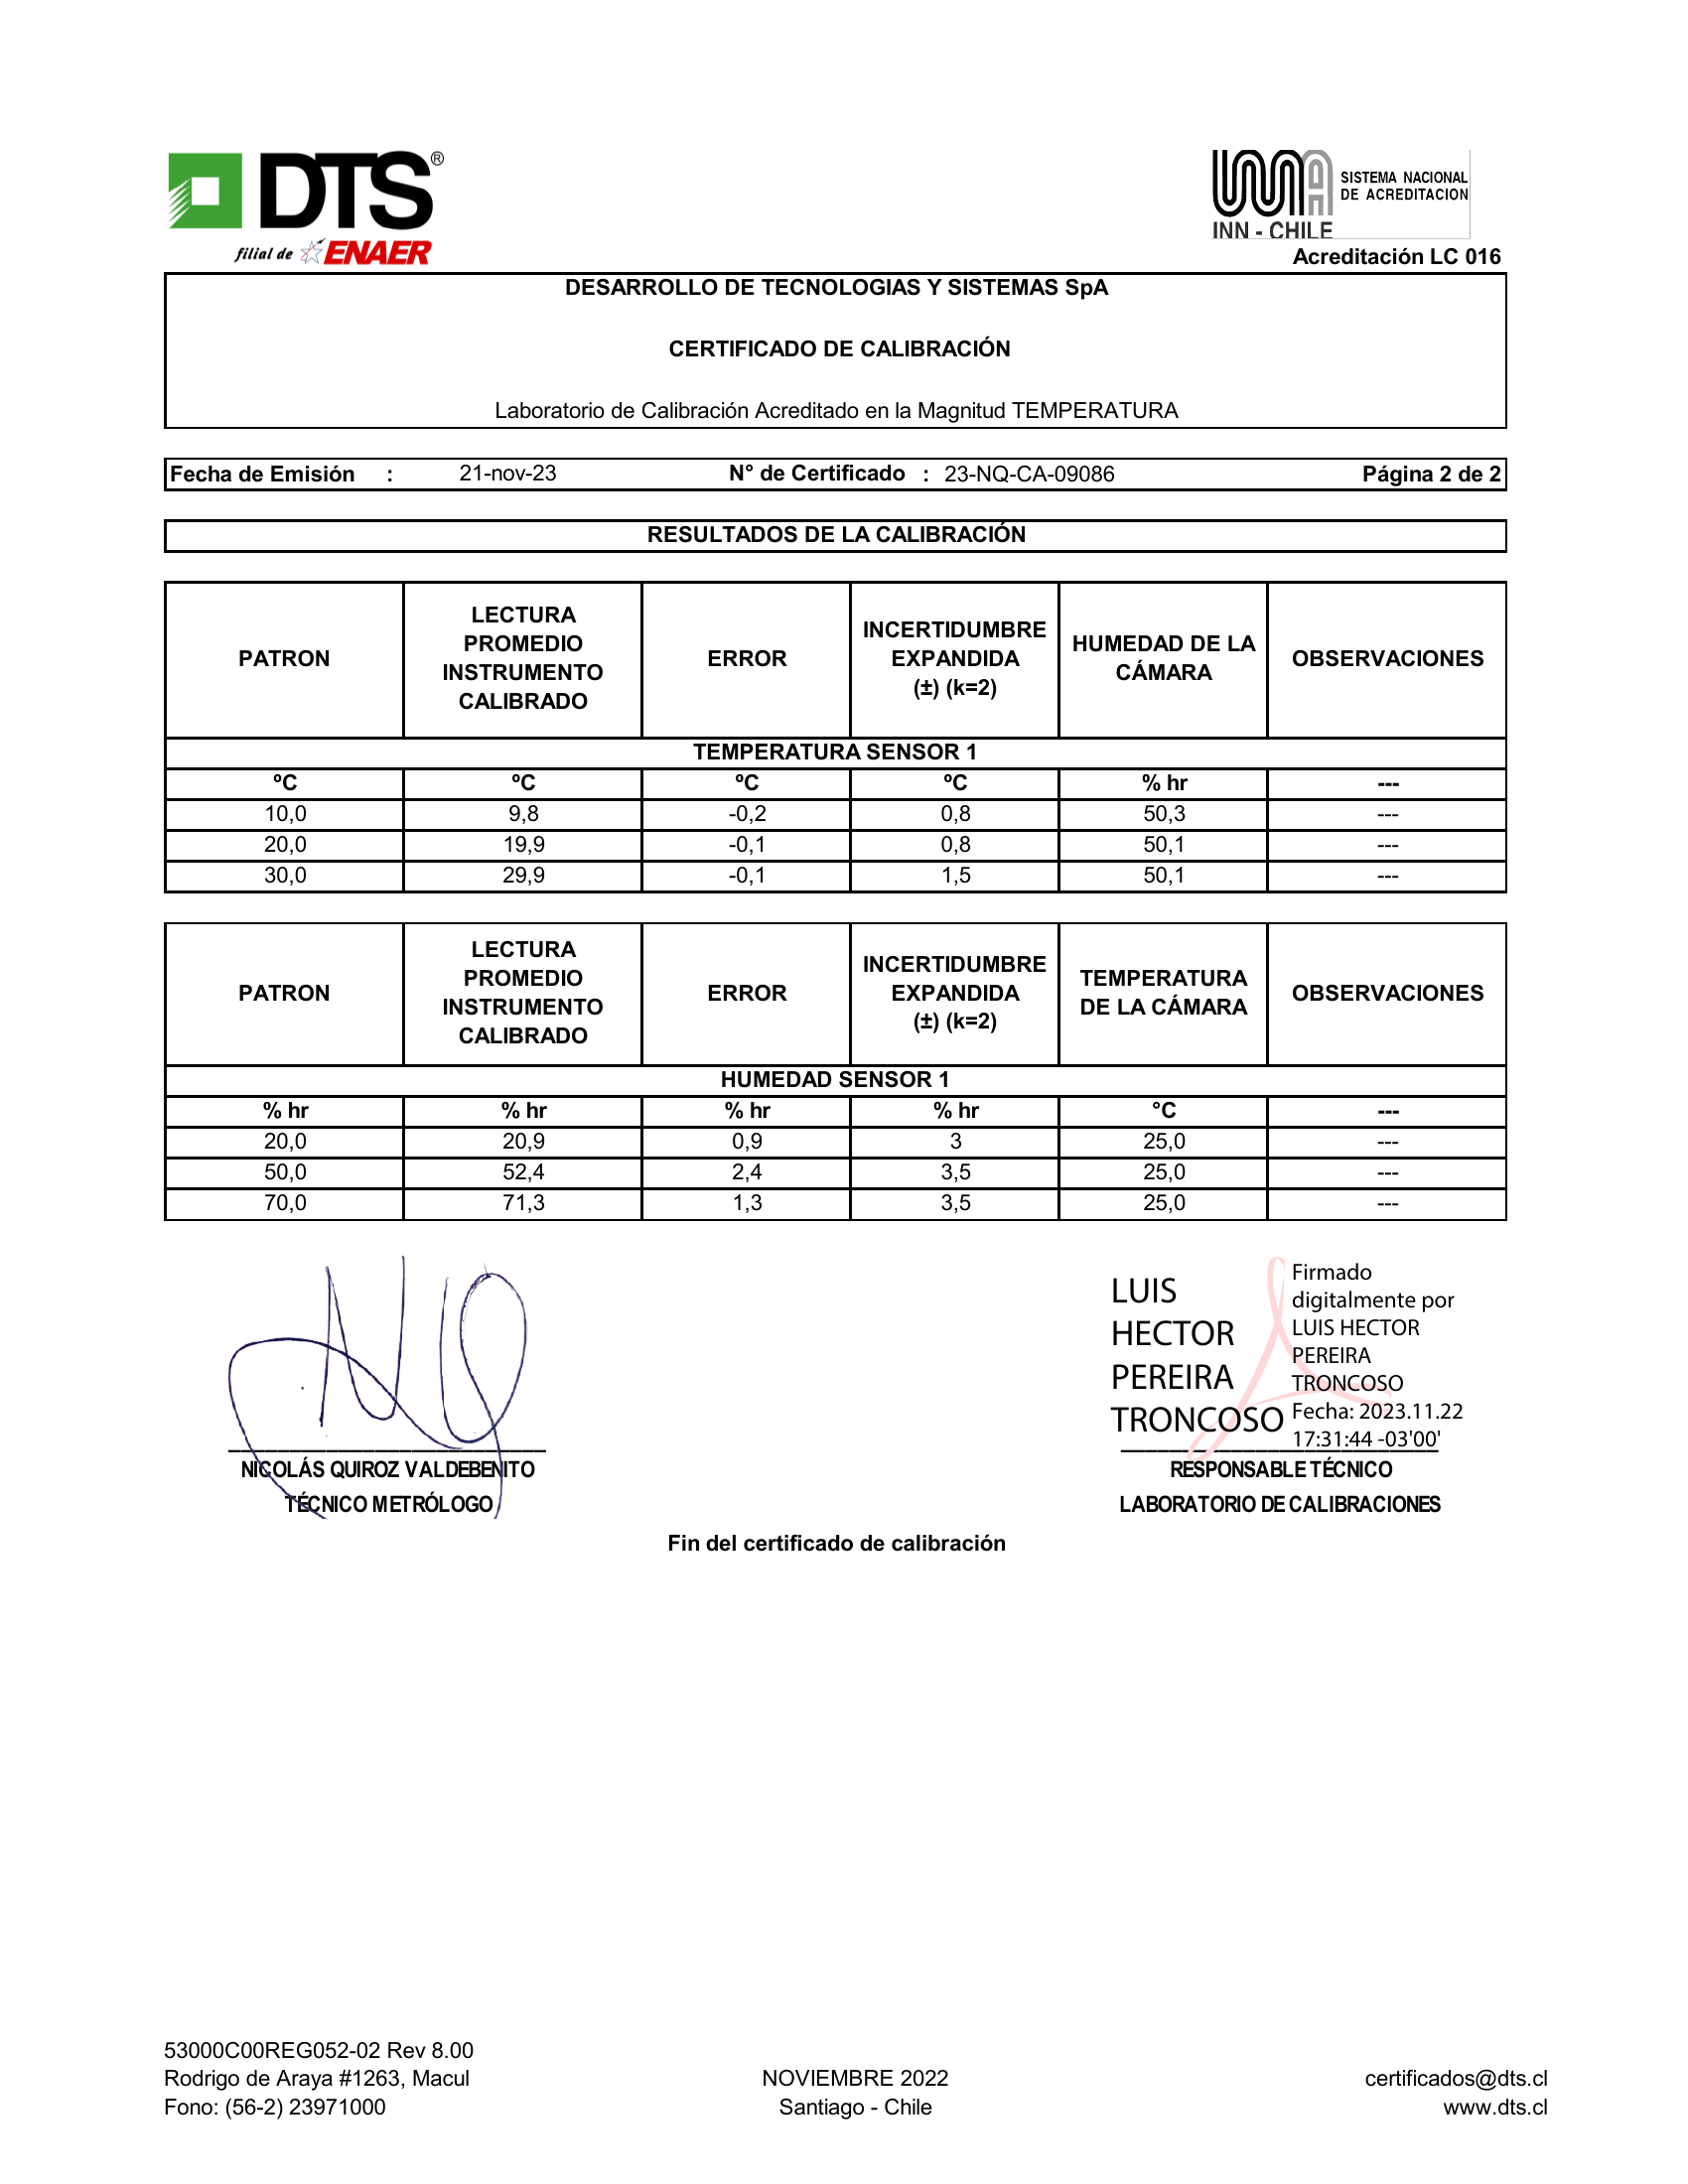 DTS®
filial de ENAER
SISTEMA NACIONAL
DE ACREDITACION
INN - CHILE
Acreditación LC 016
DESARROLLO DE TECNOLOGIAS Y SISTEMAS SpA
CERTIFICADO DE CALIBRACIÓN
Laboratorio de Calibración Acreditado en la Magnitud TEMPERATURA
Fecha de Emisión : 21-nov-23 N° de Certificado : 23-NQ-CA-09086 Página 2 de 2
RESULTADOS DE LA CALIBRACIÓN
PATRON LECTURA PROMEDIO INSTRUMENTO CALIBRADO ERROR INCERTIDUMBRE EXPANDIDA (±) (k=2) HUMEDAD DE LA CÁMARA OBSERVACIONES
TEMPERATURA SENSOR 1
ºC ºC ºC ºC % hr ---
10,0 9,8 -0,2 0,8 50,3 ---
20,0 19,9 -0,1 0,8 50,1 ---
30,0 29,9 -0,1 1,5 50,1 ---
PATRON LECTURA PROMEDIO INSTRUMENTO CALIBRADO ERROR INCERTIDUMBRE EXPANDIDA (±) (k=2) TEMPERATURA DE LA CÁMARA OBSERVACIONES
HUMEDAD SENSOR 1
% hr % hr % hr % hr °C ---
20,0 20,9 0,9 3 25,0 ---
50,0 52,4 2,4 3,5 25,0 ---
70,0 71,3 1,3 3,5 25,0 ---
LUIS
HECTOR
PEREIRA
TRONCOSO
Firmado
digitalmente por
LUIS HECTOR
PEREIRA
TRONCOSO
Fecha: 2023.11.22
17:31:44 -03'00'
NICOLÁS QUIROZ VALDEBENITO
TÉCNICO METRÓLOGO
RESPONSABLE TÉCNICO
LABORATORIO DE CALIBRACIONES
Fin del certificado de calibración
53000C00REG052-02 Rev 8.00
Rodrigo de Araya #1263, Macul NOVIEMBRE 2022 certificados@dts.cl
Fono: (56-2) 23971000 Santiago - Chile www.dts.cl